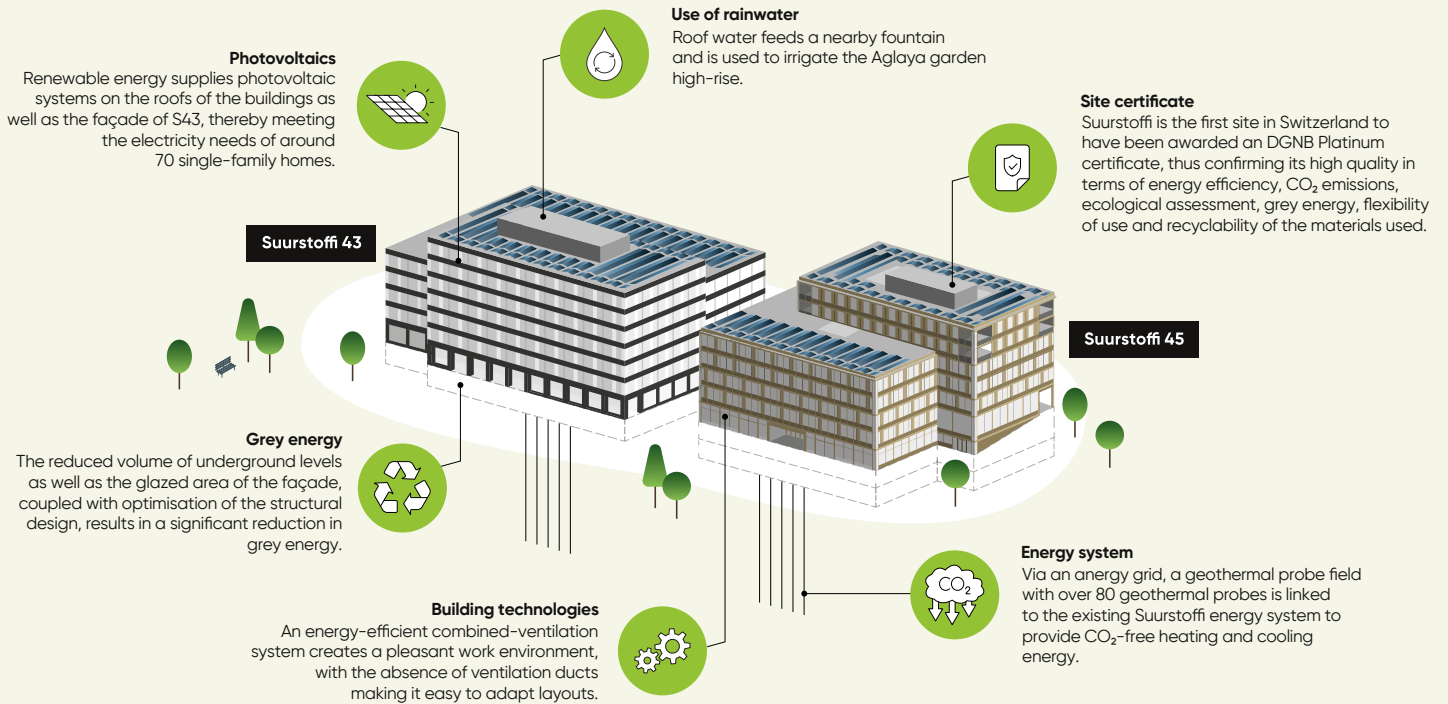 Use of rainwater
Roof water feeds a nearby fountain
and is used to irrigate the Aglaya garden
high-rise.
Photovoltaics
Renewable energy supplies photovoltaic
systems on the roofs of the buildings as
well as the façade of S43, thereby meeting
the electricity needs of around
70 single-family homes.
Site certificate
Suurstoffi is the first site in Switzerland to
have been awarded an DGNB Platinum
certificate, thus confirming its high quality in
terms of energy efficiency, CO₂ emissions,
ecological assessment, grey energy, flexibility
of use and recyclability of the materials used.
Suurstoffi 43
Suurstoffi 45
Grey energy
The reduced volume of underground levels
as well as the glazed area of the façade,
coupled with optimisation of the structural
design, results in a significant reduction in
grey energy.
Building technologies
An energy-efficient combined-ventilation
system creates a pleasant work environment,
with the absence of ventilation ducts
making it easy to adapt layouts.
CO₂
Energy system
Via an anergy grid, a geothermal probe field
with over 80 geothermal probes is linked
to the existing Suurstoffi energy system to
provide CO₂-free heating and cooling
energy.